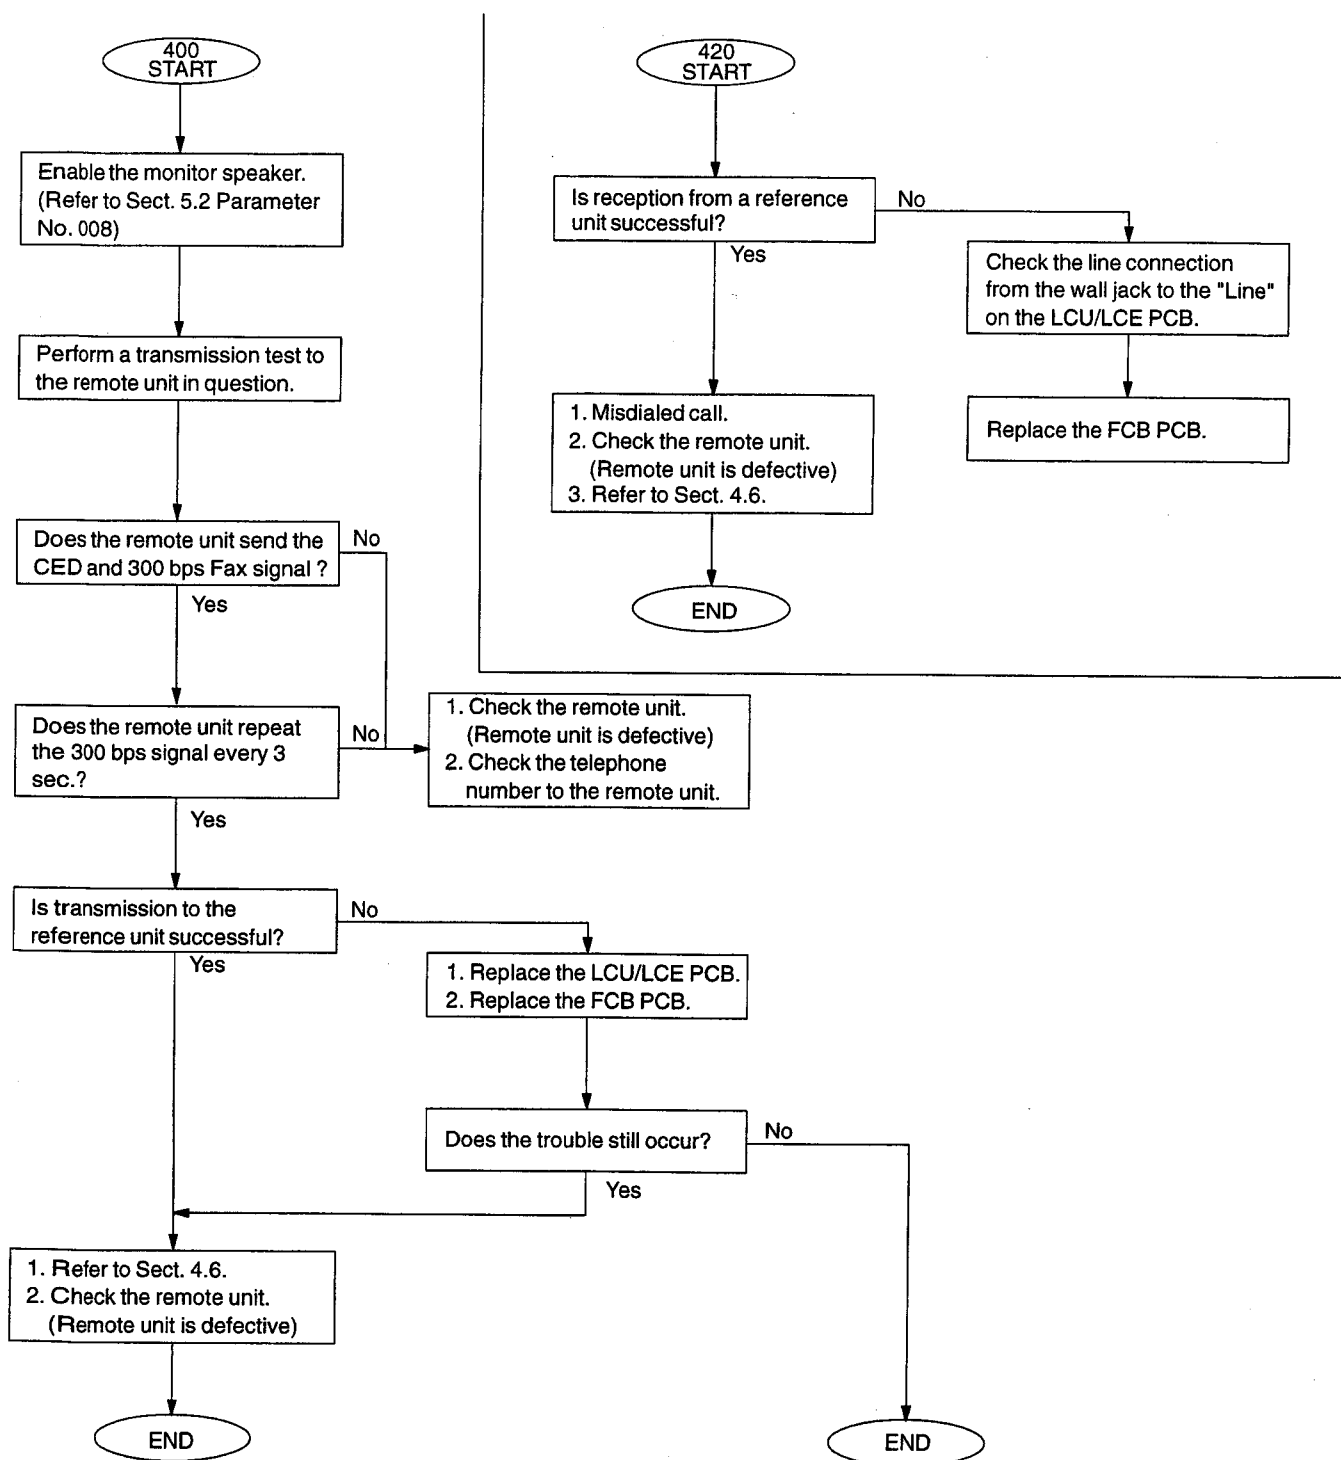 400
START
Enable the monitor speaker.
(Refer to Sect. 5.2 Parameter
No. 008)
Perform a transmission test to
the remote unit in question.
Does the remote unit send the
CED and 300 bps Fax signal ?
No
Yes
Does the remote unit repeat
the 300 bps signal every 3
sec.?
No
Yes
1. Check the remote unit.
(Remote unit is defective)
2. Check the telephone
number to the remote unit.
Is transmission to the
reference unit successful?
No
Yes
1. Replace the LCU/LCE PCB.
2. Replace the FCB PCB.
Does the trouble still occur?
No
Yes
1. Refer to Sect. 4.6.
2. Check the remote unit.
(Remote unit is defective)
END
END
420
START
Is reception from a reference
unit successful?
No
Yes
Check the line connection
from the wall jack to the "Line"
on the LCU/LCE PCB.
Replace the FCB PCB.
1. Misdialed call.
2. Check the remote unit.
(Remote unit is defective)
3. Refer to Sect. 4.6.
END